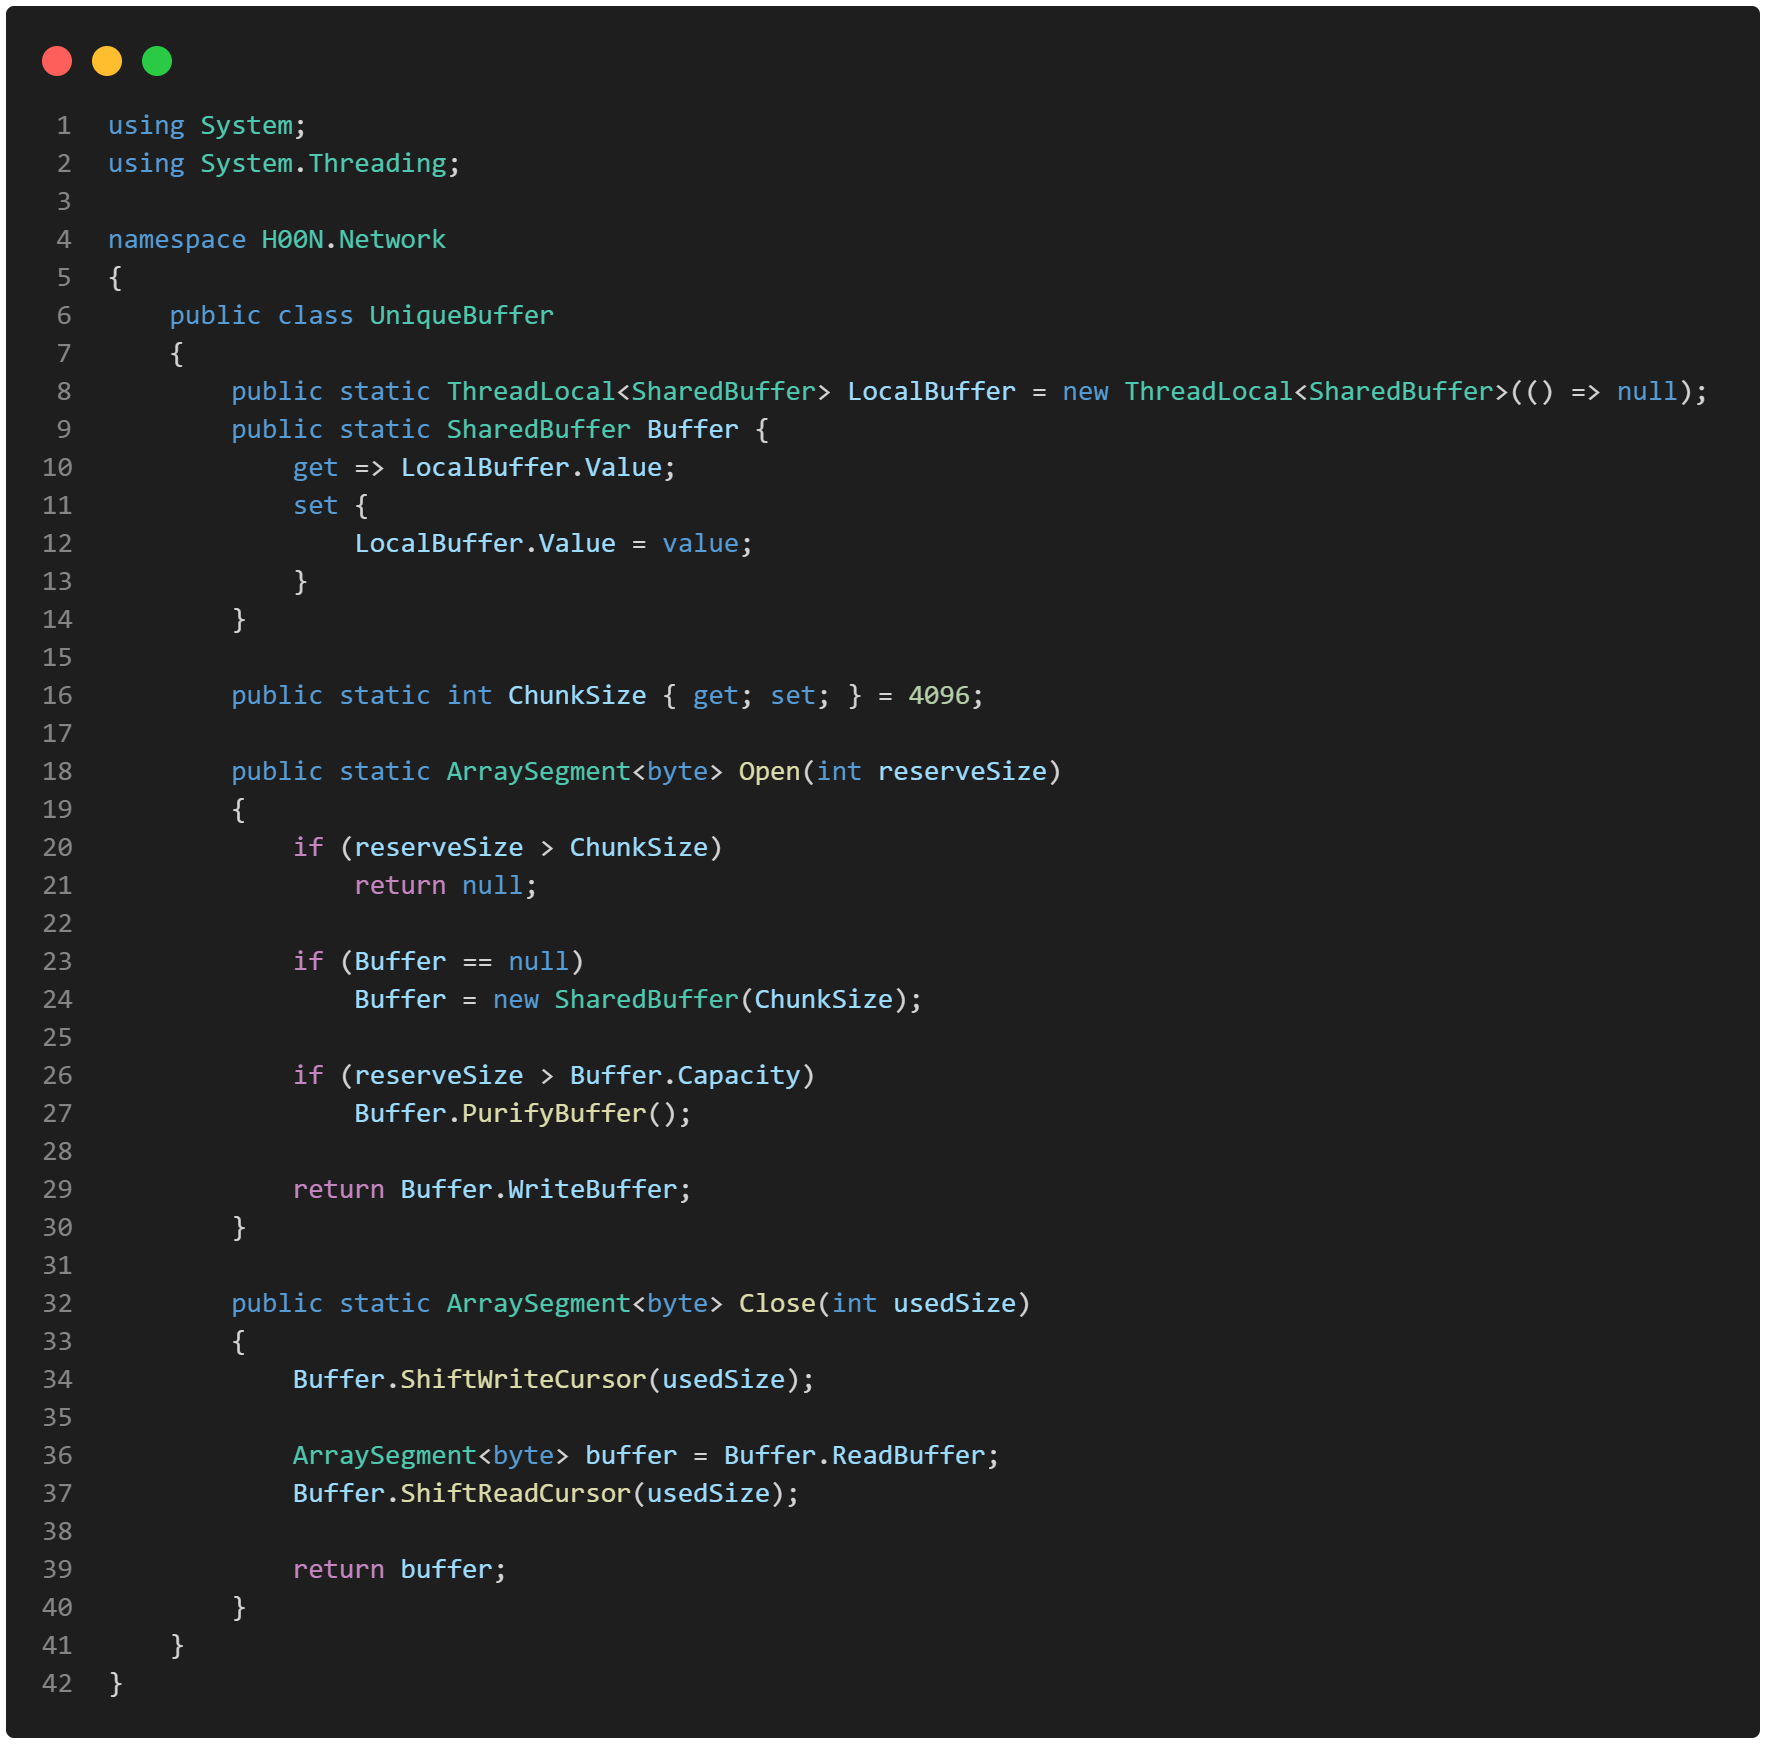 1 using System;
2 using System.Threading;
3
4 namespace H00N.Network
5 {
6     public class UniqueBuffer
7     {
8         public static ThreadLocal<SharedBuffer> LocalBuffer = new ThreadLocal<SharedBuffer>(() => null);
9         public static SharedBuffer Buffer {
10             get => LocalBuffer.Value;
11             set {
12                 LocalBuffer.Value = value;
13             }
14         }
15
16         public static int ChunkSize { get; set; } = 4096;
17
18         public static ArraySegment<byte> Open(int reserveSize)
19         {
20             if (reserveSize > ChunkSize)
21                 return null;
22
23             if (Buffer == null)
24                 Buffer = new SharedBuffer(ChunkSize);
25
26             if (reserveSize > Buffer.Capacity)
27                 Buffer.PurifyBuffer();
28
29             return Buffer.WriteBuffer;
30         }
31
32         public static ArraySegment<byte> Close(int usedSize)
33         {
34             Buffer.ShiftWriteCursor(usedSize);
35
36             ArraySegment<byte> buffer = Buffer.ReadBuffer;
37             Buffer.ShiftReadCursor(usedSize);
38
39             return buffer;
40         }
41     }
42 }